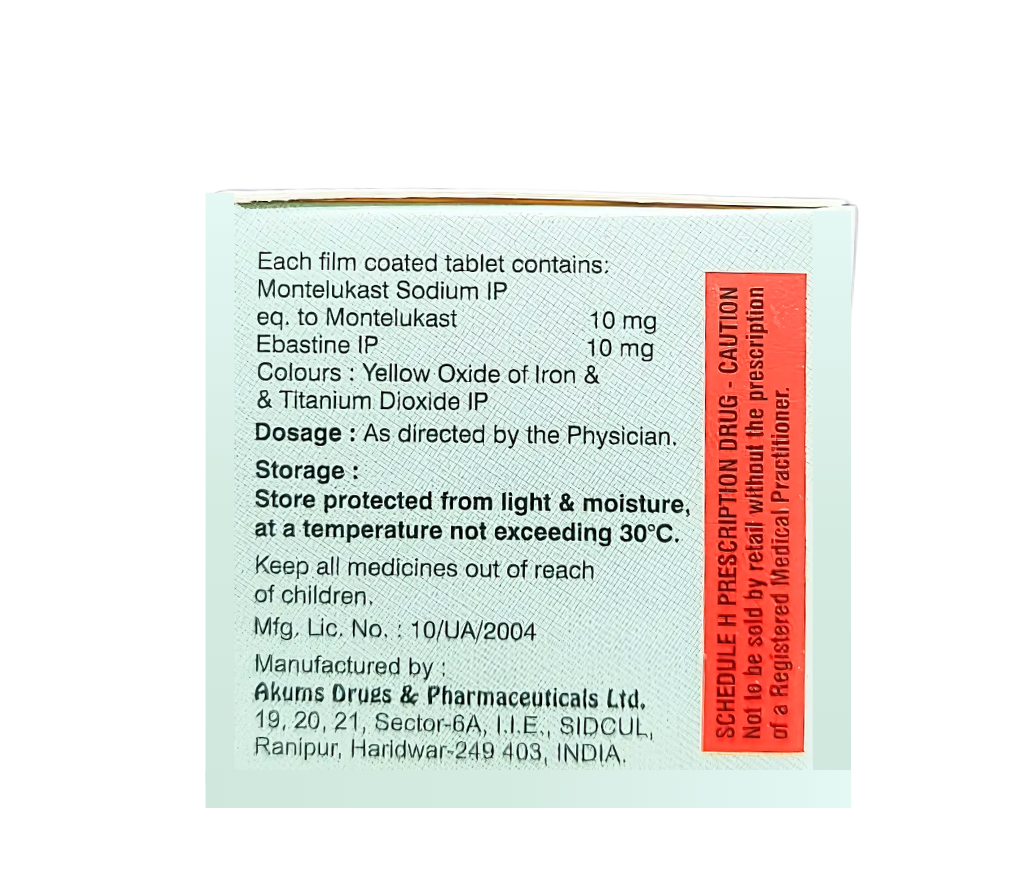 Each film coated tablet contains:
Montelukast Sodium IP
eq. to Montelukast 10 mg
Ebastine IP 10 mg
Colours : Yellow Oxide of Iron &
& Titanium Dioxide IP
Dosage : As directed by the Physician.
Storage :
Store protected from light & moisture,
at a temperature not exceeding 30°C.
Keep all medicines out of reach
of children.
Mfg. Lic. No. : 10/UA/2004
Manufactured by :
Akums Drugs & Pharmaceuticals Ltd.
19, 20, 21, Sector-6A, I.I.E., SIDCUL,
Ranipur, Haridwar-249 403, INDIA.
SCHEDULE H PRESCRIPTION DRUG - CAUTION
Not to be sold by retail without the prescription
of a Registered Medical Practitioner.